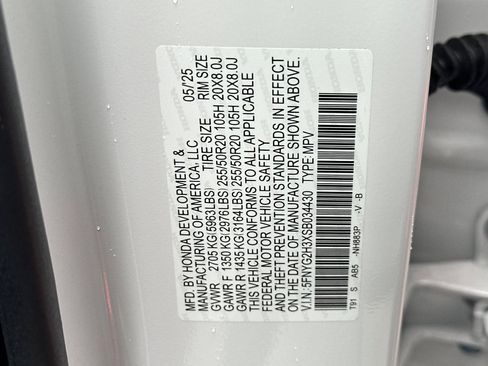 MFD. BY HONDA DEVELOPMENT & 05/25
MANUFACTURING OF AMERICA, LLC
GVWR 2705 KG(5963LBS) TIRE SIZE RIM SIZE
GAWR F 1350 KG(2976LBS) 255/50R20 105H 20X8.0J
GAWR R 1435 KG(3164LBS) 255/50R20 105H 20X8.0J
THIS VEHICLE CONFORMS TO ALL APPLICABLE
FEDERAL MOTOR VEHICLE SAFETY
AND THEFT PREVENTION STANDARDS IN EFFECT
ON THE DATE OF MANUFACTURE SHOWN ABOVE.
V.I.N.:5FNYG2H3XSB034430 TYPE:MPV
T91 S AB5 -NH883P -V -B